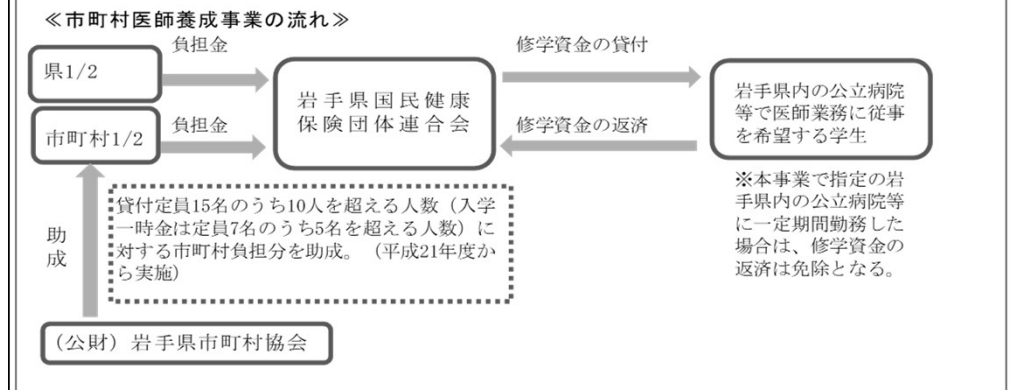 ≪市町村医師養成事業の流れ≫
負担金
県1/2
市町村1/2
負担金
岩手県国民健康
保険団体連合会
修学資金の貸付
修学資金の返済
岩手県内の公立病院
等で医師業務に従事
を希望する学生
※本事業で指定の岩
手県内の公立病院等
に一定期間勤務した
場合は、修学資金の
返済は免除となる。
助
成
貸付定員15名のうち10人を超える人数（入学
一時金は定員7名のうち5名を超える人数）に
対する市町村負担分を助成。（平成21年度か
ら実施）
（公財）岩手県市町村協会